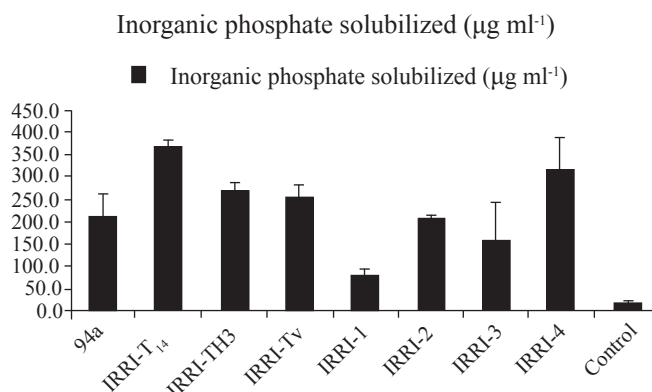 Inorganic phosphate solubilized (μg ml⁻¹)
Inorganic phosphate solubilized (μg ml⁻¹)
450.0
400.0
350.0
300.0
250.0
200.0
150.0
100.0
50.0
0.0
94a
IRRI-T₁₄
IRRI-TH3
IRRI-Tv
IRRI-1
IRRI-2
IRRI-3
IRRI-4
Control